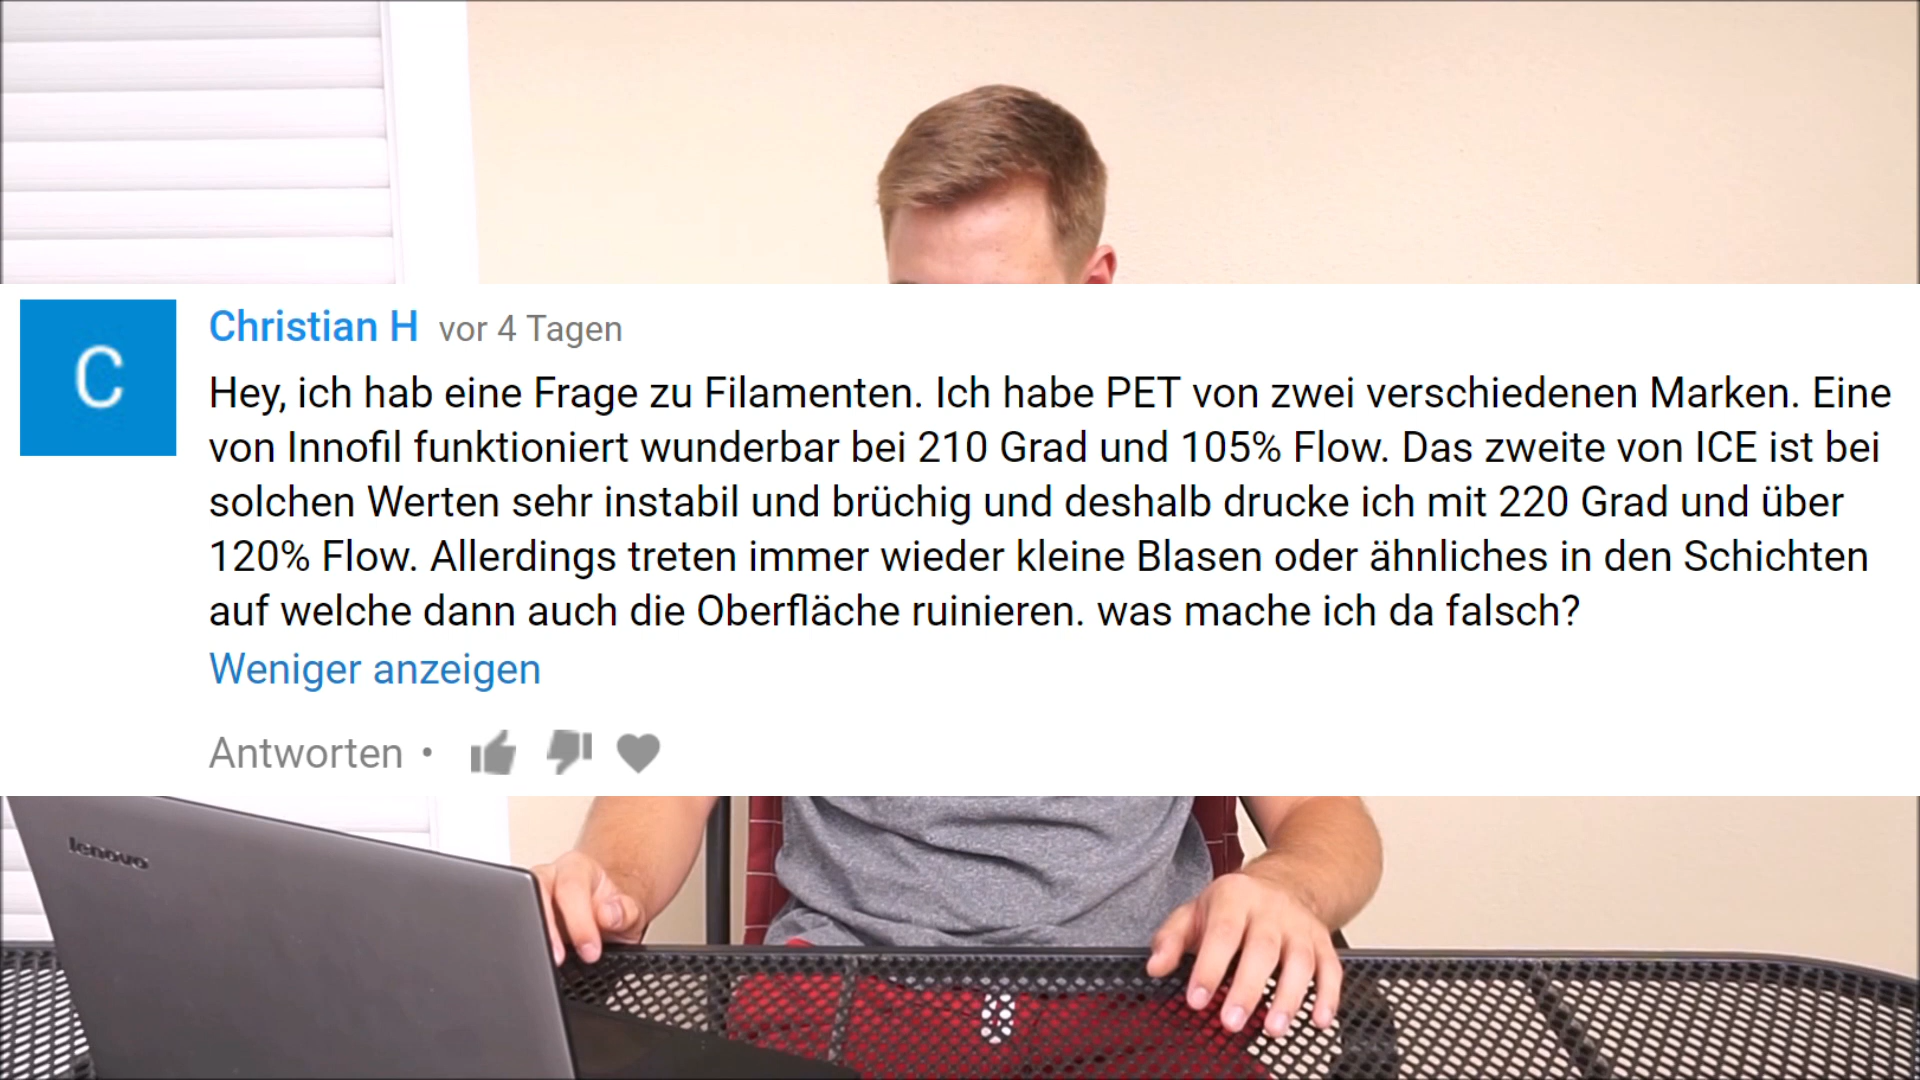 C
Christian H vor 4 Tagen
Hey, ich hab eine Frage zu Filamenten. Ich habe PET von zwei verschiedenen Marken. Eine
von Innofil funktioniert wunderbar bei 210 Grad und 105% Flow. Das zweite von ICE ist bei
solchen Werten sehr instabil und brüchig und deshalb drucke ich mit 220 Grad und über
120% Flow. Allerdings treten immer wieder kleine Blasen oder ähnliches in den Schichten
auf welche dann auch die Oberfläche ruinieren. was mache ich da falsch?
Weniger anzeigen
Antworten •
lenovo